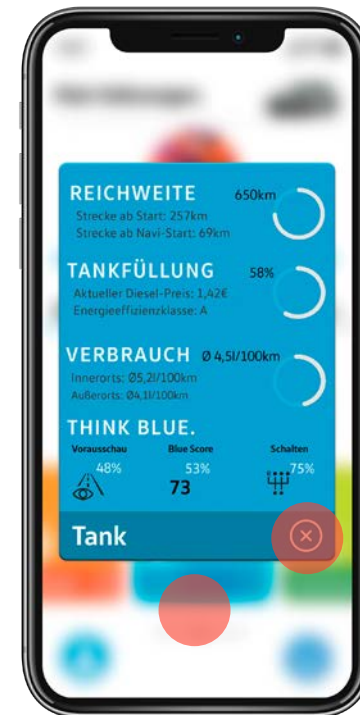 REICHWEITE 650km
Strecke ab Start: 257km
Strecke ab Navi-Start: 69km
TANKFÜLLUNG 58%
Aktueller Diesel-Preis: 1,42€
Energieeffizienzklasse: A
VERBRAUCH Ø 4,5l/100km
Innerorts: Ø5,2l/100km
Außerorts: Ø4,1l/100km
THINK BLUE.
Vorausschau Blue Score Schalten
48% 53% 75%
73
Tank